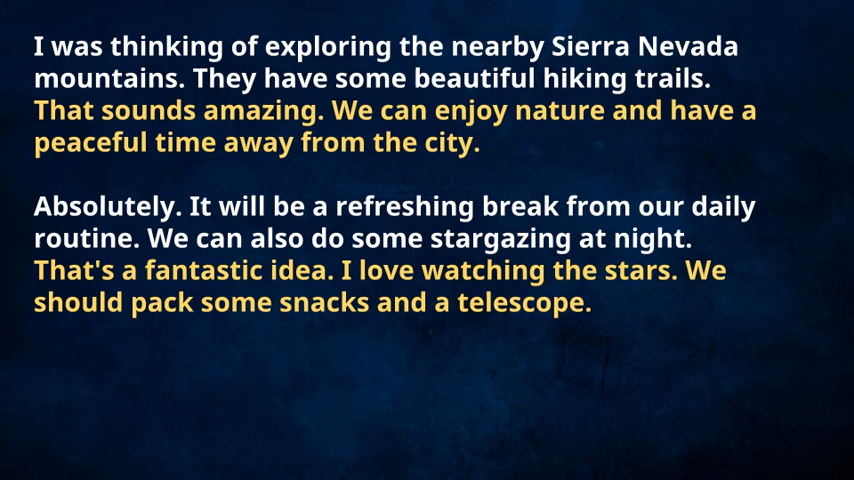 I was thinking of exploring the nearby Sierra Nevada
mountains. They have some beautiful hiking trails.
That sounds amazing. We can enjoy nature and have a
peaceful time away from the city.
Absolutely. It will be a refreshing break from our daily
routine. We can also do some stargazing at night.
That's a fantastic idea. I love watching the stars. We
should pack some snacks and a telescope.